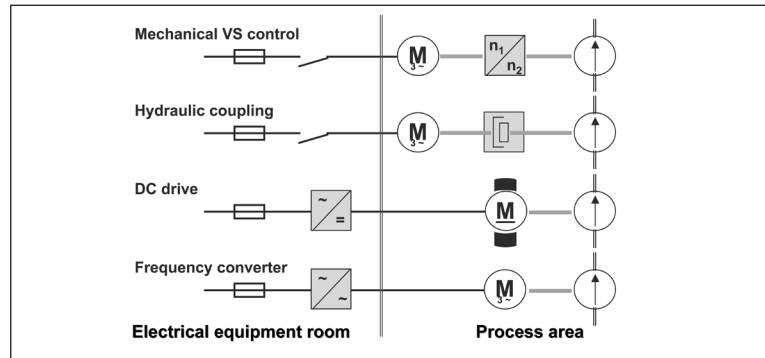 Mechanical VS control
M
3 ~
n1
n2
Hydraulic coupling
M
3 ~
DC drive
~
=
M
Frequency converter
~
~
M
3 ~
Electrical equipment room
Process area